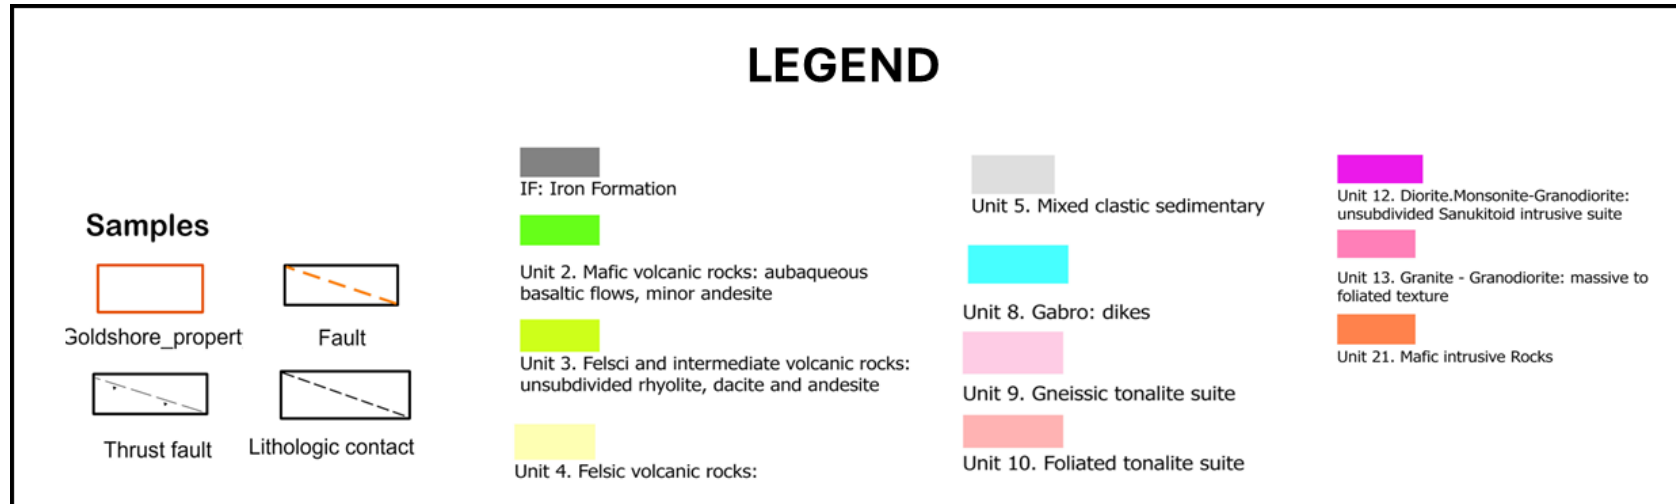 LEGEND
Samples
Goldshore_propert
Fault
Thrust fault
Lithologic contact
IF: Iron Formation
Unit 2. Mafic volcanic rocks: aubaqueous
basaltic flows, minor andesite
Unit 3. Felsci and intermediate volcanic rocks:
unsubdivided rhyolite, dacite and andesite
Unit 4. Felsic volcanic rocks:
Unit 5. Mixed clastic sedimentary
Unit 8. Gabro: dikes
Unit 9. Gneissic tonalite suite
Unit 10. Foliated tonalite suite
Unit 12. Diorite.Monsonite-Granodiorite:
unsubdivided Sanukitoid intrusive suite
Unit 13. Granite - Granodiorite: massive to
foliated texture
Unit 21. Mafic intrusive Rocks